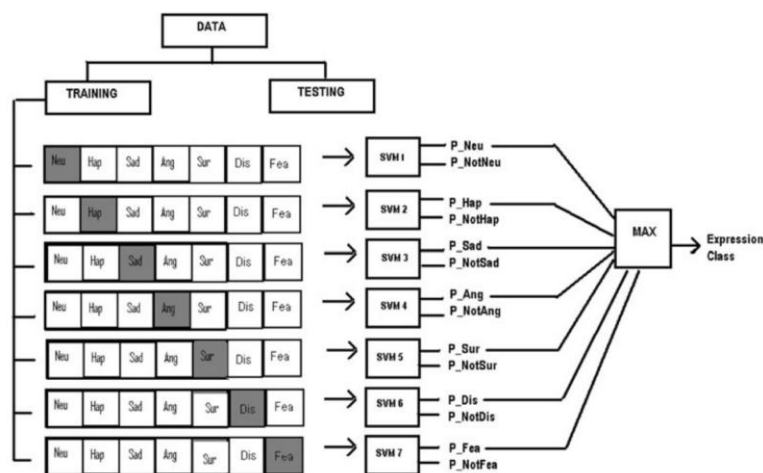 DATA
TRAINING
TESTING
Neu Hap Sad Ang Sur Dis Fea
SVM 1
P_Neu
P_NotNeu
Neu Hap Sad Ang Sur Dis Fea
SVM 2
P_Hap
P_NotHap
Neu Hap Sad Ang Sur Dis Fea
SVM 3
P_Sad
P_NotSad
Neu Hap Sad Ang Sur Dis Fea
SVM 4
P_Ang
P_NotAng
Neu Hap Sad Ang Sur Dis Fea
SVM 5
P_Sur
P_NotSur
Neu Hap Sad Ang Sur Dis Fea
SVM 6
P_Dis
P_NotDis
Neu Hap Sad Ang Sur Dis Fea
SVM 7
P_Fea
P_NotFea
MAX
Expression
Class